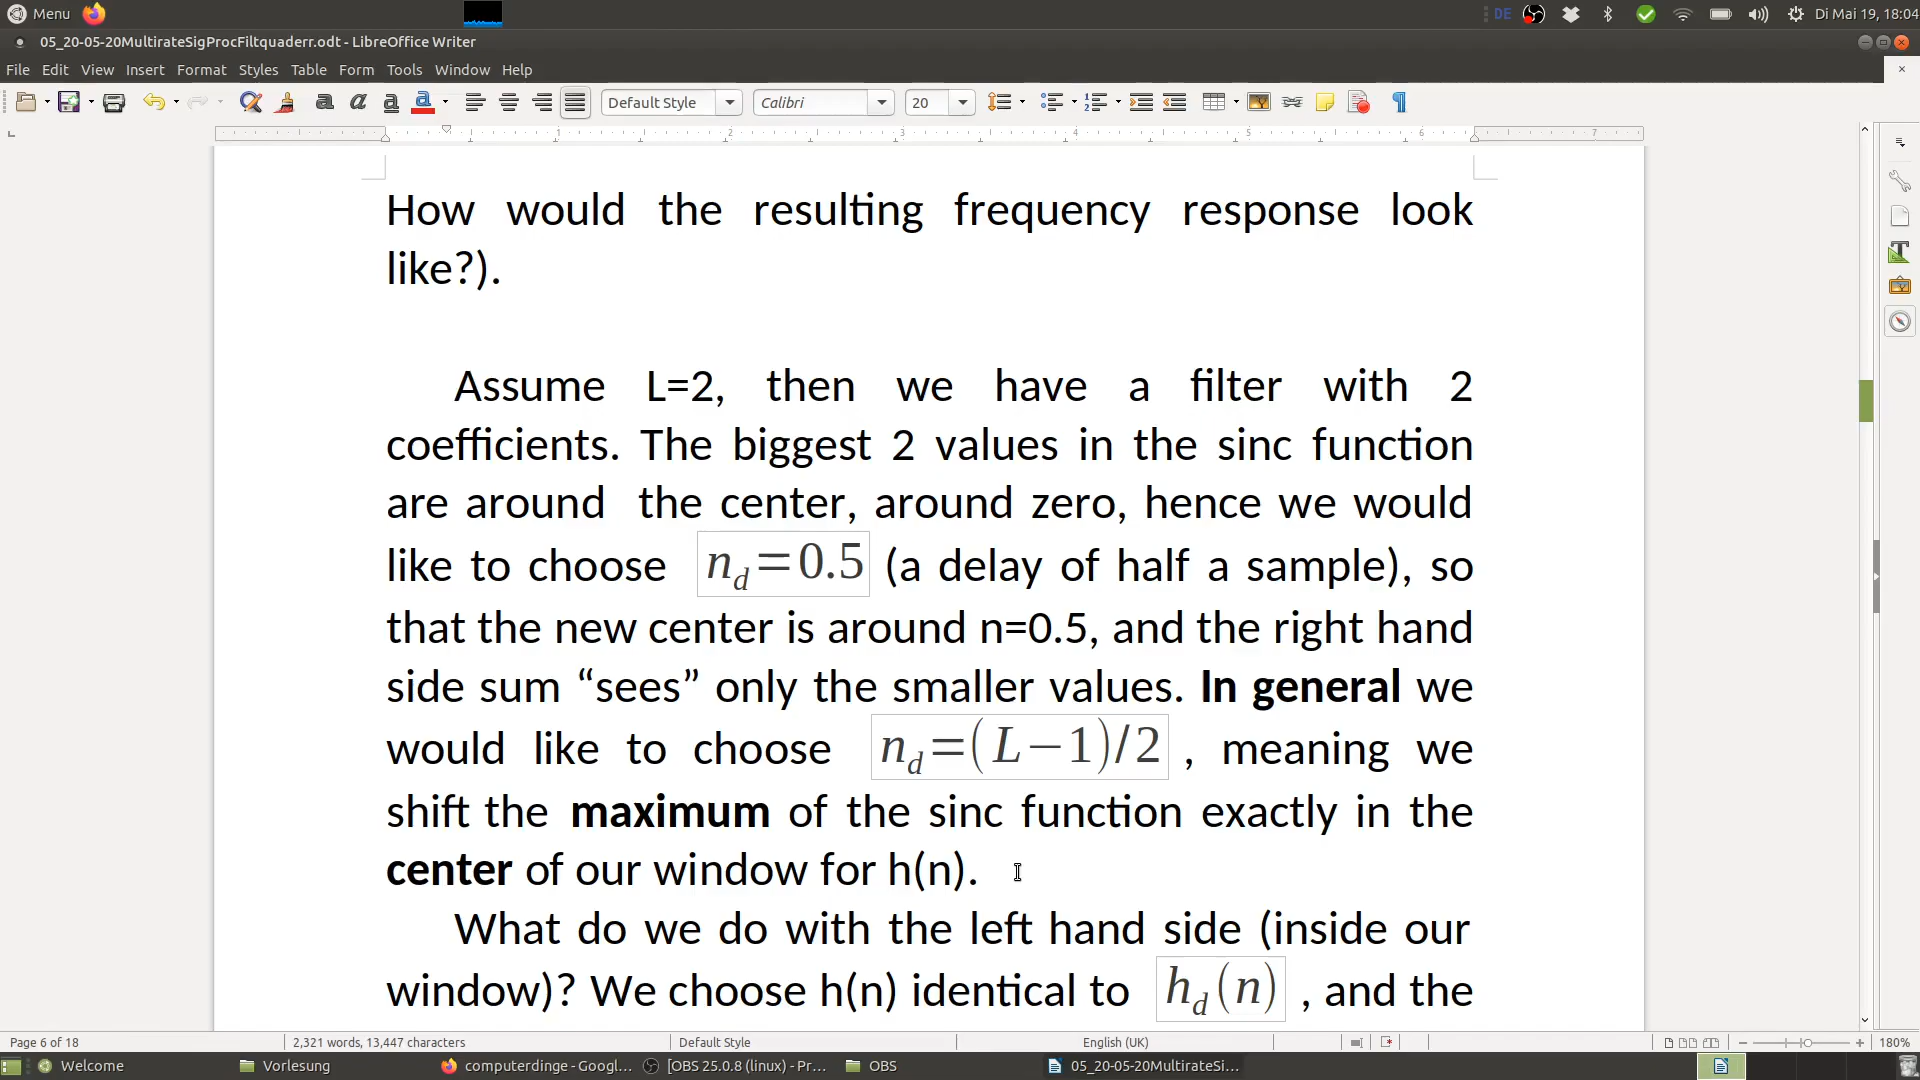 Menu
DE
Di Mai 19, 18:04
05_20-05-20MultirateSigProcFiltquaderr.odt - LibreOffice Writer
File Edit View Insert Format Styles Table Form Tools Window Help
Default Style Calibri 20
1 2 3 4 5 6 7
How would the resulting frequency response look
like?).
Assume L=2, then we have a filter with 2
coefficients. The biggest 2 values in the sinc function
are around the center, around zero, hence we would
like to choose n_d=0.5 (a delay of half a sample), so
that the new center is around n=0.5, and the right hand
side sum “sees” only the smaller values. In general we
would like to choose n_d=(L−1)/2 , meaning we
shift the maximum of the sinc function exactly in the
center of our window for h(n).
What do we do with the left hand side (inside our
window)? We choose h(n) identical to h_d(n) , and the
Page 6 of 18 2,321 words, 13,447 characters Default Style English (UK) 180%
Welcome Vorlesung computerdinge - Googl... [OBS 25.0.8 (linux) - Pr... OBS 05_20-05-20MultirateSi...